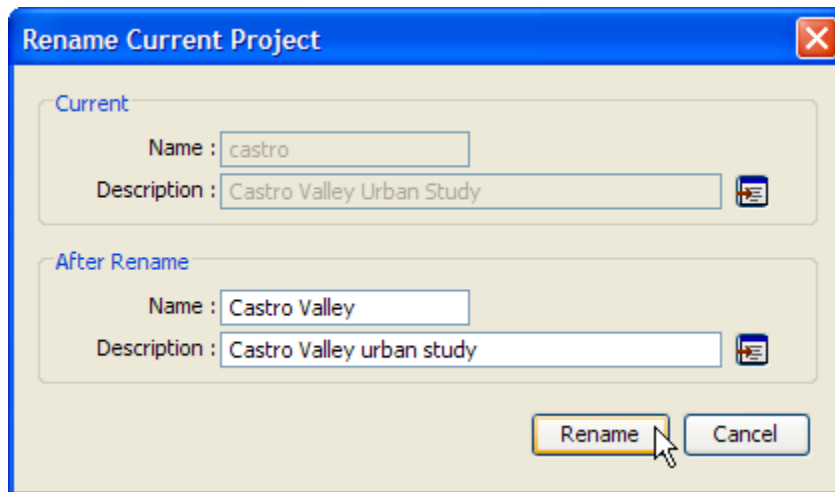 Rename Current Project
Current
Name : castro
Description : Castro Valley Urban Study
After Rename
Name : Castro Valley
Description : Castro Valley urban study
Rename Cancel